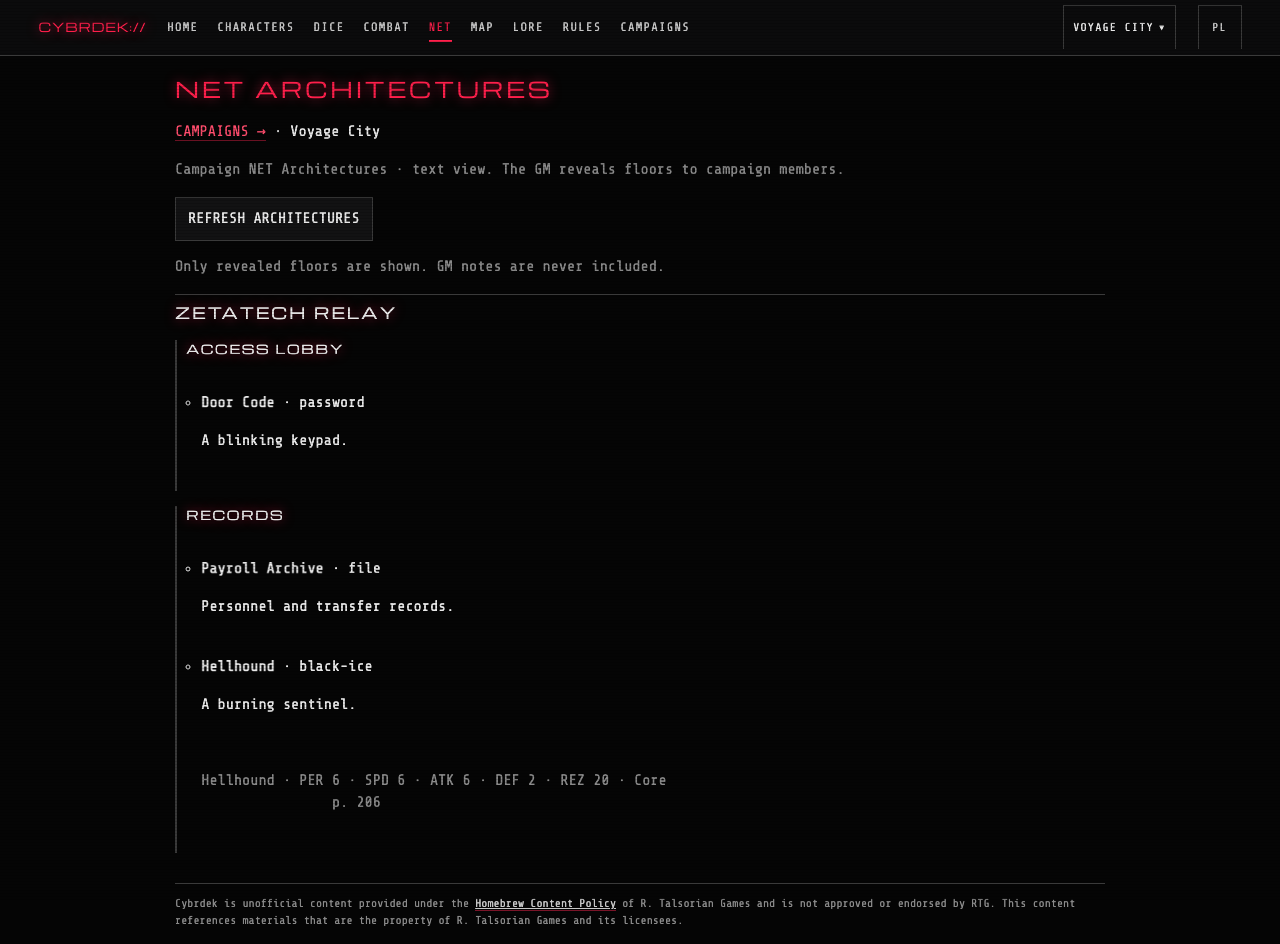 CYBRDEK:// HOME CHARACTERS DICE COMBAT NET MAP LORE RULES CAMPAIGNS VOYAGE CITY ▾ PL
NET ARCHITECTURES
CAMPAIGNS → · Voyage City
Campaign NET Architectures · text view. The GM reveals floors to campaign members.
REFRESH ARCHITECTURES
Only revealed floors are shown. GM notes are never included.
ZETATECH RELAY
ACCESS LOBBY
Door Code · password
A blinking keypad.
RECORDS
Payroll Archive · file
Personnel and transfer records.
Hellhound · black-ice
A burning sentinel.
Hellhound · PER 6 · SPD 6 · ATK 6 · DEF 2 · REZ 20 · Core
p. 206
Cybrdek is unofficial content provided under the Homebrew Content Policy of R. Talsorian Games and is not approved or endorsed by RTG. This content
references materials that are the property of R. Talsorian Games and its licensees.